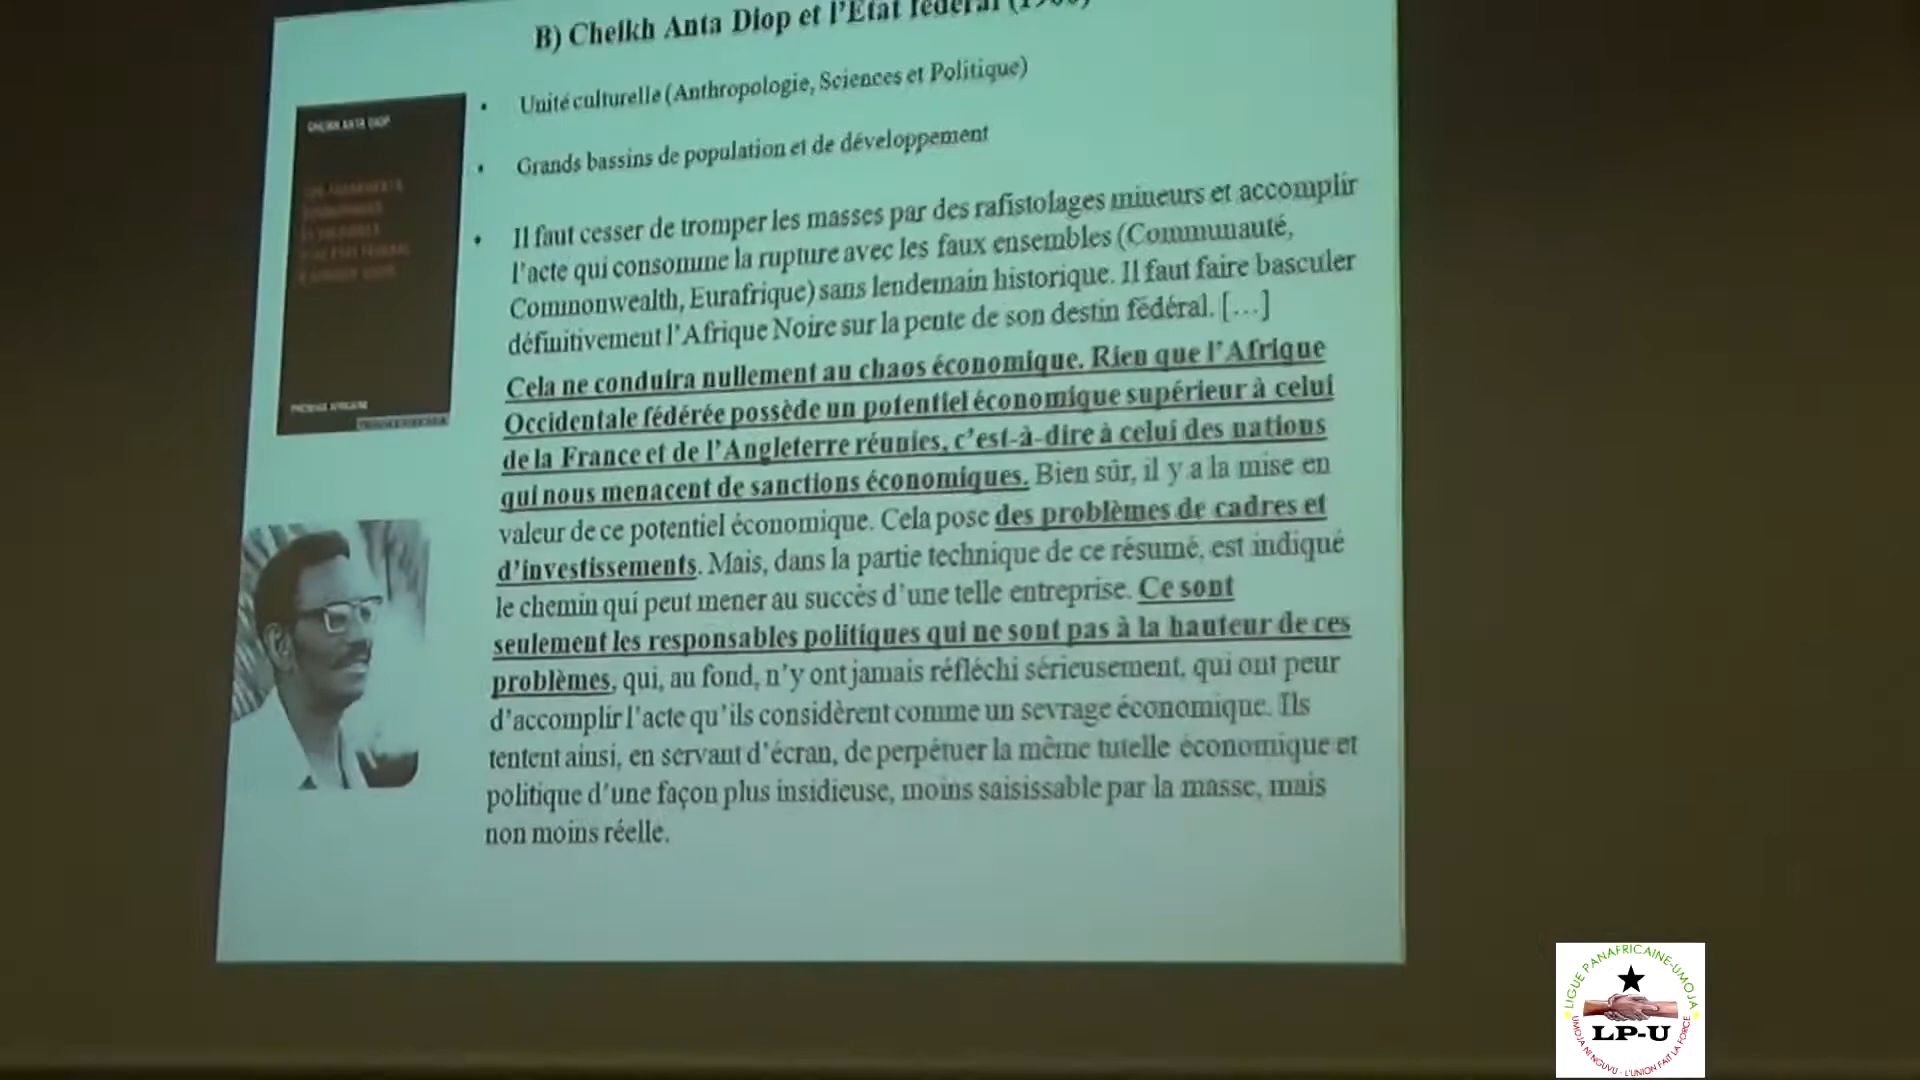 B) Cheikh Anta Diop et l'Etat fédéral
Unité culturelle (Anthropologie, Sciences et Politique)
Grands bassins de population et de développement
Il faut cesser de tromper les masses par des rafistolages mineurs et accomplir
l'acte qui consomme la rupture avec les faux ensembles (Communauté,
Commonwealth, Eurafrique) sans lendemain historique. Il faut faire basculer
définitivement l'Afrique Noire sur la pente de son destin fédéral. […]
Cela ne conduira nullement au chaos économique. Rien que l'Afrique
Occidentale fédérée possède un potentiel économique supérieur à celui
de la France et de l'Angleterre réunies, c'est-à-dire à celui des nations
qui nous menacent de sanctions économiques. Bien sûr, il y a la mise en
valeur de ce potentiel économique. Cela pose des problèmes de cadres et
d'investissements. Mais, dans la partie technique de ce résumé, est indiqué
le chemin qui peut mener au succès d'une telle entreprise. Ce sont
seulement les responsables politiques qui ne sont pas à la hauteur de ces
problèmes, qui, au fond, n'y ont jamais réfléchi sérieusement, qui ont peur
d'accomplir l'acte qu'ils considèrent comme un sevrage économique. Ils
tentent ainsi, en servant d'écran, de perpétuer la même tutelle économique et
politique d'une façon plus insidieuse, moins saisissable par la masse, mais
non moins réelle.
CHEIKH ANTA DIOP
PRÉSENCE AFRICAINE
LIGUE PANAFRICAINE-UMOJA
LP-U
UMOJA NI NGUVU - L'UNION FAIT LA FORCE